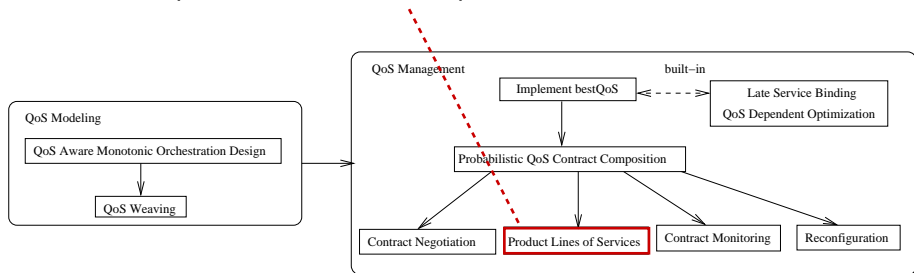 QoS Management
built-in
Implement bestQoS
Late Service Binding
QoS Dependent Optimization
QoS Modeling
QoS Aware Monotonic Orchestration Design
Probabilistic QoS Contract Composition
QoS Weaving
Contract Negotiation
Product Lines of Services
Contract Monitoring
Reconfiguration